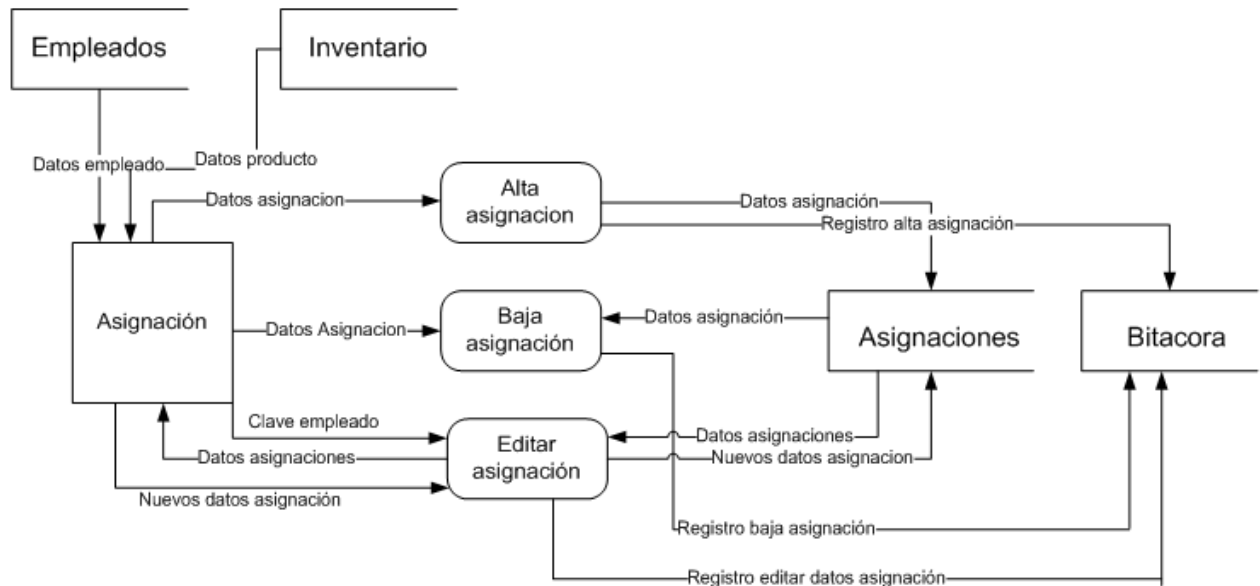 Empleados
Inventario
Datos empleado
Datos producto
Datos asignacion
Alta
asignacion
Datos asignación
Registro alta asignación
Asignación
Datos Asignacion
Baja
asignación
Datos asignación
Asignaciones
Bitacora
Clave empleado
Editar
asignación
Datos asignaciones
Datos asignaciones
Nuevos datos asignacion
Nuevos datos asignación
Registro baja asignación
Registro editar datos asignación